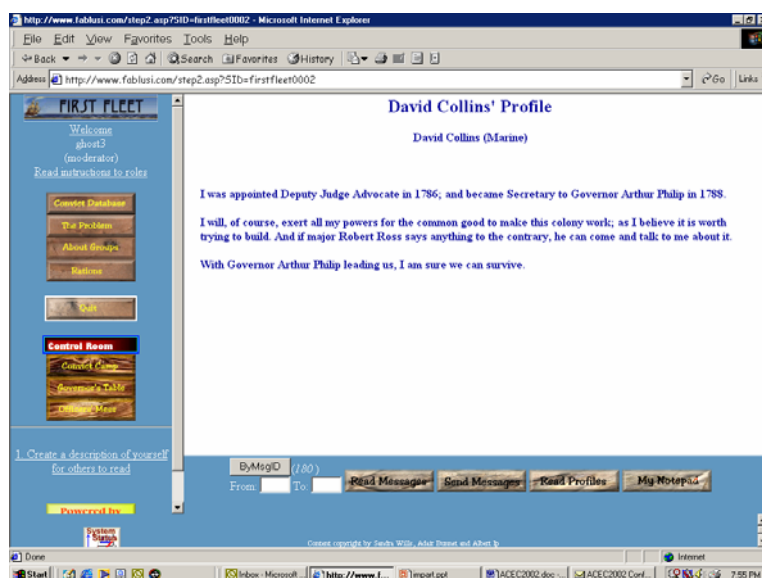 http://www.fablusi.com/step2.asp?SID=firstfleet0002 - Microsoft Internet Explorer
File Edit View Favorites Tools Help
Back Search Favorites History
Address http://www.fablusi.com/step2.asp?SID=firstfleet0002 Go Links
FIRST FLEET
Welcome
ghost3
(moderator)
Read instructions to roles
Convict Database
The Problem
About Groups
Rations
Quit
Control Room
Convict Camp
Governor's Table
Officers Mess
1. Create a description of yourself
for others to read
Powered by
System
Status
David Collins' Profile
David Collins (Marine)
I was appointed Deputy Judge Advocate in 1786; and became Secretary to Governor Arthur Philip in 1788.
I will, of course, exert all my powers for the common good to make this colony work; as I believe it is worth
trying to build. And if major Robert Ross says anything to the contrary, he can come and talk to me about it.
With Governor Arthur Philip leading us, I am sure we can survive.
ByMsgID (180)
From: To:
Read Messages Send Messages Read Profiles My Notepad
copyright by Sandra Wills, and Albert Ip
Done Internet
Start Inbox - Microsoft ... http://www.f... import.ppt ACEC2002.doc - ... ACEC2002 Conf... 7:55 PM